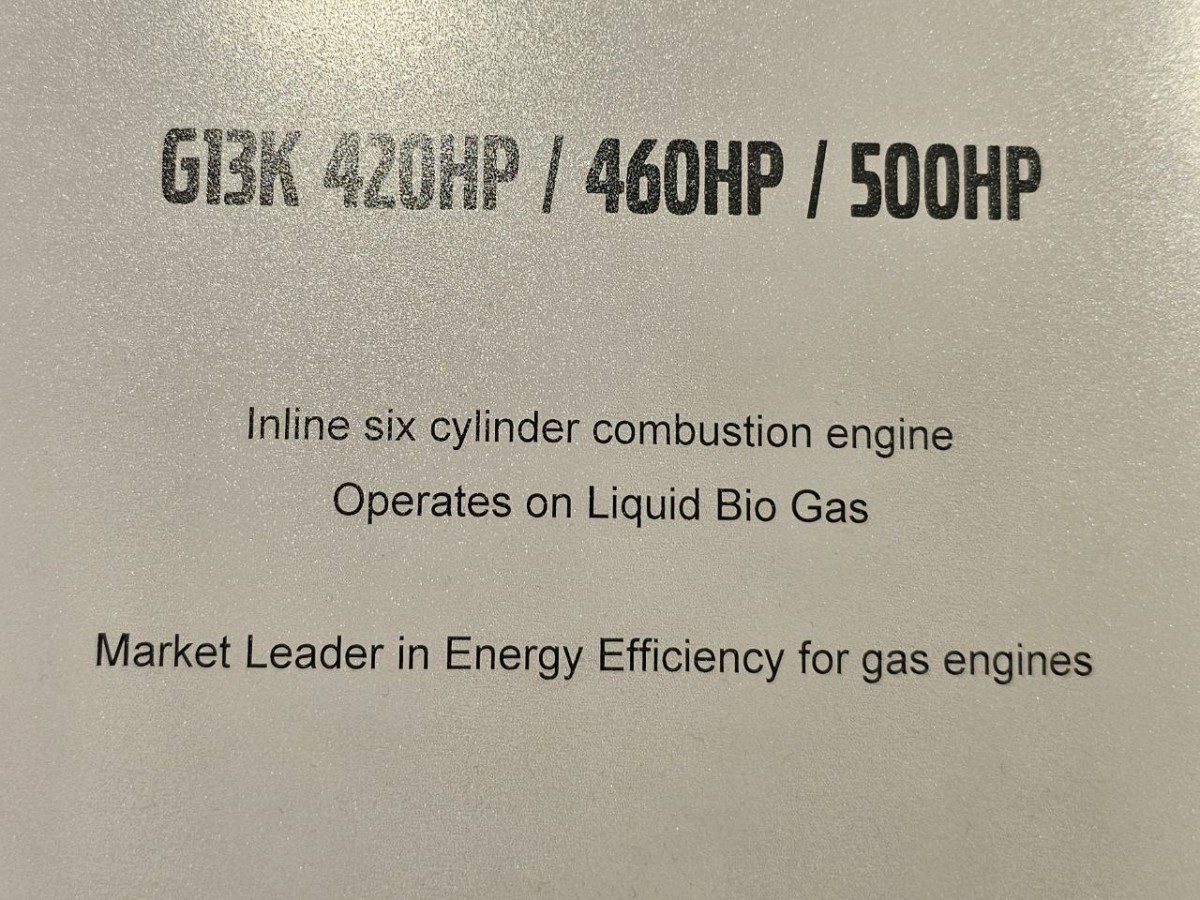 G13K 420HP / 460HP / 500HP
Inline six cylinder combustion engine
Operates on Liquid Bio Gas
Market Leader in Energy Efficiency for gas engines